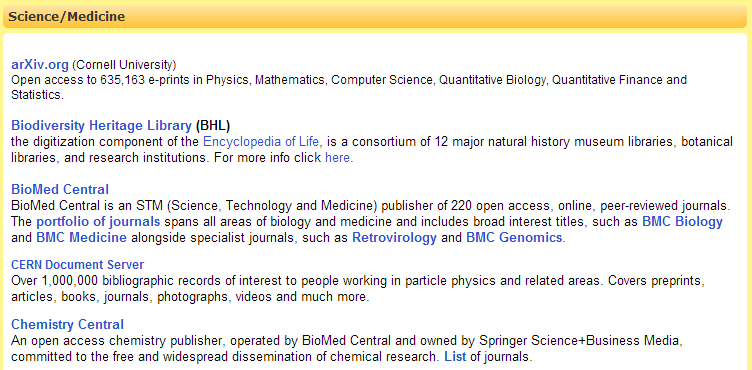 Science/Medicine
arXiv.org (Cornell University)
Open access to 635,163 e-prints in Physics, Mathematics, Computer Science, Quantitative Biology, Quantitative Finance and
Statistics.
Biodiversity Heritage Library (BHL)
the digitization component of the Encyclopedia of Life, is a consortium of 12 major natural history museum libraries, botanical
libraries, and research institutions. For more info click here.
BioMed Central
BioMed Central is an STM (Science, Technology and Medicine) publisher of 220 open access, online, peer-reviewed journals.
The portfolio of journals spans all areas of biology and medicine and includes broad interest titles, such as BMC Biology
and BMC Medicine alongside specialist journals, such as Retrovirology and BMC Genomics.
CERN Document Server
Over 1,000,000 bibliographic records of interest to people working in particle physics and related areas. Covers preprints,
articles, books, journals, photographs, videos and much more.
Chemistry Central
An open access chemistry publisher, operated by BioMed Central and owned by Springer Science+Business Media,
committed to the free and widespread dissemination of chemical research. List of journals.